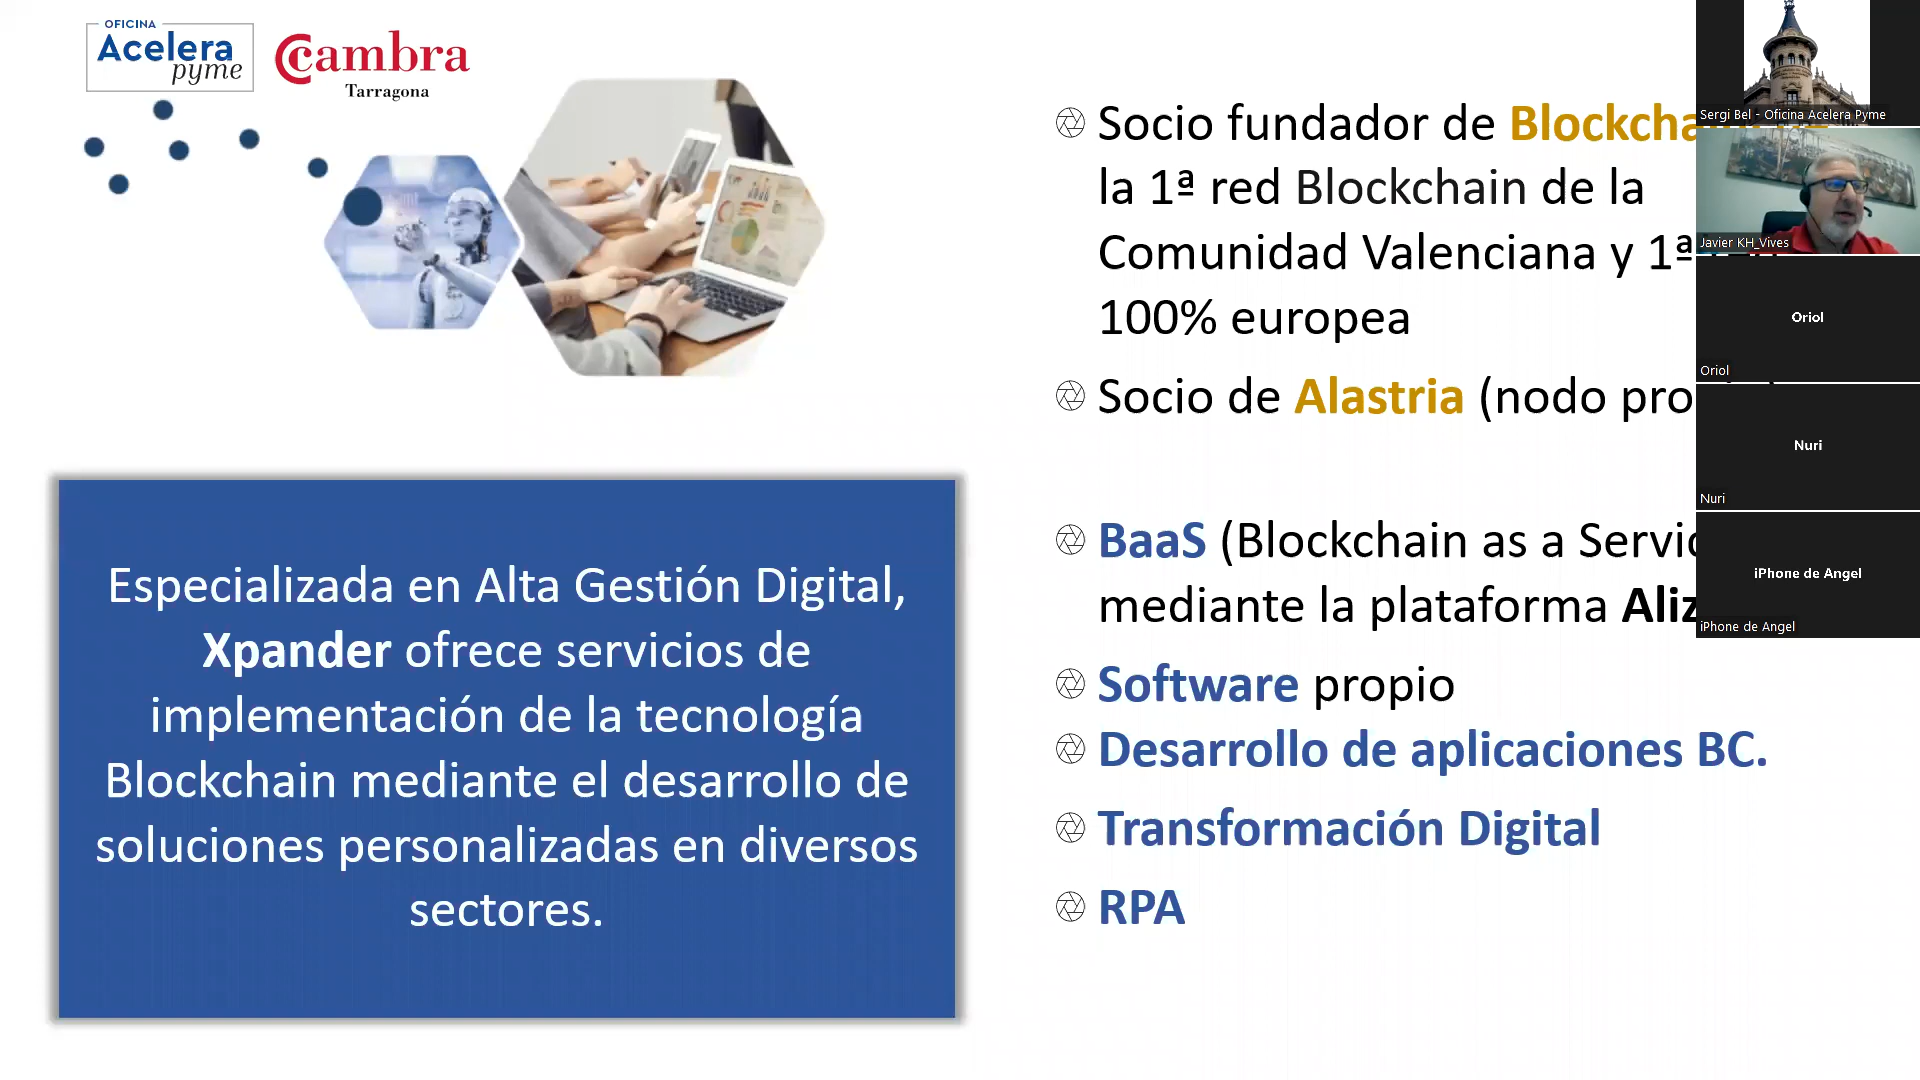 OFICINA
Acelera
pyme
Cambra
Tarragona
Socio fundador de
la 1ª red Blockchain de la
Comunidad Valenciana y 1ª
100% europea
Socio de Alastria (nodo
BaaS (Blockchain as a
mediante la plataforma
Software propio
Desarrollo de aplicaciones BC.
Transformación Digital
RPA
Especializada en Alta Gestión Digital,
Xpander ofrece servicios de
implementación de la tecnología
Blockchain mediante el desarrollo de
soluciones personalizadas en diversos
sectores.
Sergi Bel - Oficina Acelera Pyme
Javier KH_Vives
Oriol
Oriol
Nuri
Nuri
iPhone de Angel
iPhone de Angel